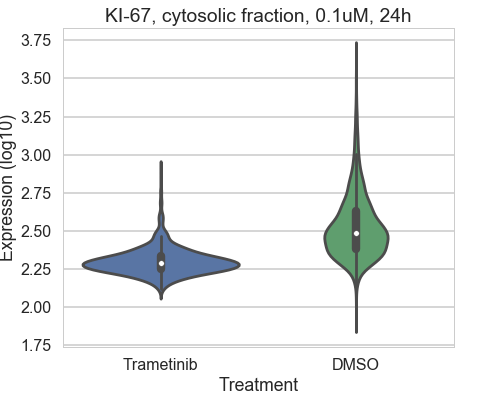 KI-67, cytosolic fraction, 0.1uM, 24h
3.75
3.50
3.25
3.00
2.75
2.50
2.25
2.00
1.75
Expression (log10)
Trametinib
DMSO
Treatment